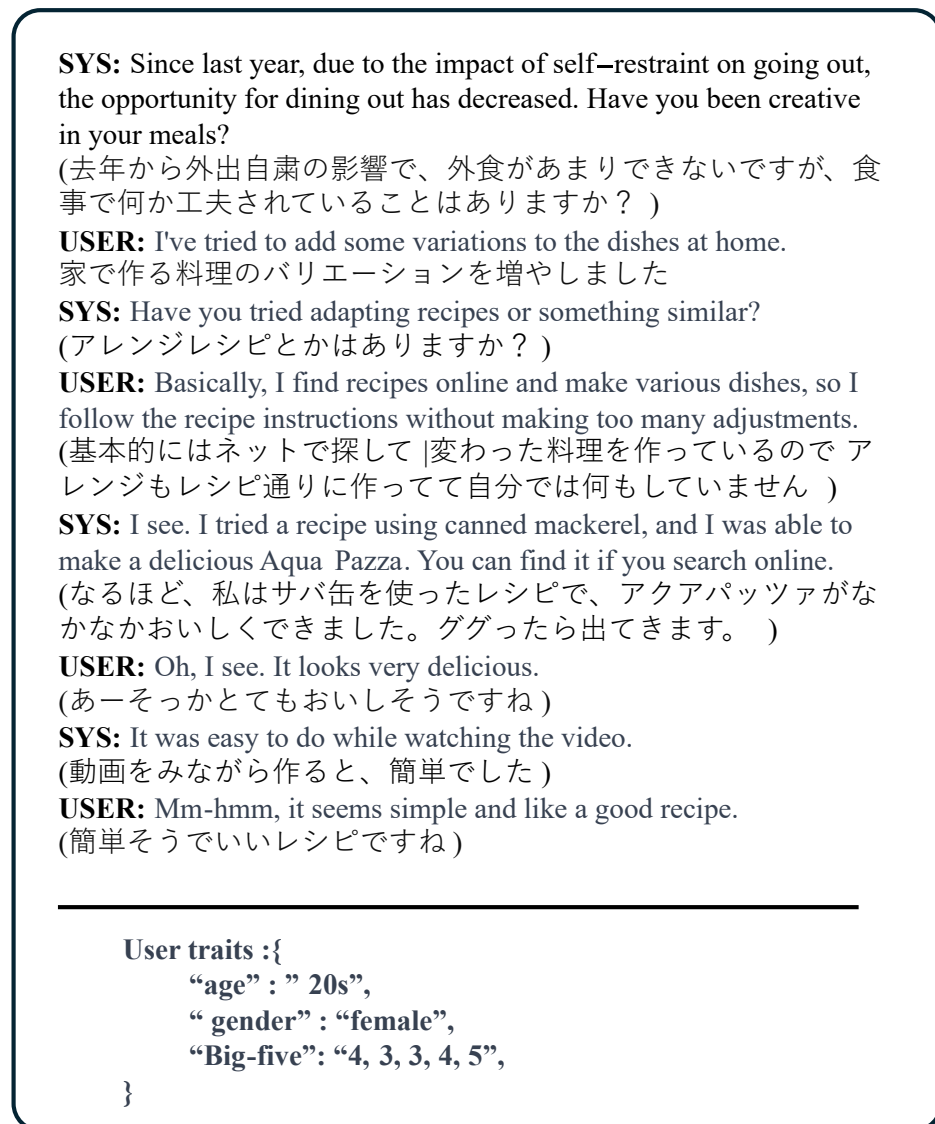 SYS: Since last year, due to the impact of self–restraint on going out,
the opportunity for dining out has decreased. Have you been creative
in your meals?
(去年から外出自粛の影響で、外食があまりできないですが、食
事で何か工夫されていることはありますか？ )
USER: I've tried to add some variations to the dishes at home.
家で作る料理のバリエーションを増やしました
SYS: Have you tried adapting recipes or something similar?
(アレンジレシピとかはありますか？ )
USER: Basically, I find recipes online and make various dishes, so I
follow the recipe instructions without making too many adjustments.
(基本的にはネットで探して |変わった料理を作っているので ア
レンジもレシピ通りに作ってて自分では何もしていません )
SYS: I see. I tried a recipe using canned mackerel, and I was able to
make a delicious Aqua Pazza. You can find it if you search online.
(なるほど、私はサバ缶を使ったレシピで、アクアパッツァがな
かなかおいしくできました。ググったら出てきます。 )
USER: Oh, I see. It looks very delicious.
(あーそっかとてもおいしそうですね )
SYS: It was easy to do while watching the video.
(動画をみながら作ると、簡単でした )
USER: Mm-hmm, it seems simple and like a good recipe.
(簡単そうでいいレシピですね )
User traits :{
“age” : ” 20s”,
“ gender” : “female”,
“Big-five”: “4, 3, 3, 4, 5”,
}